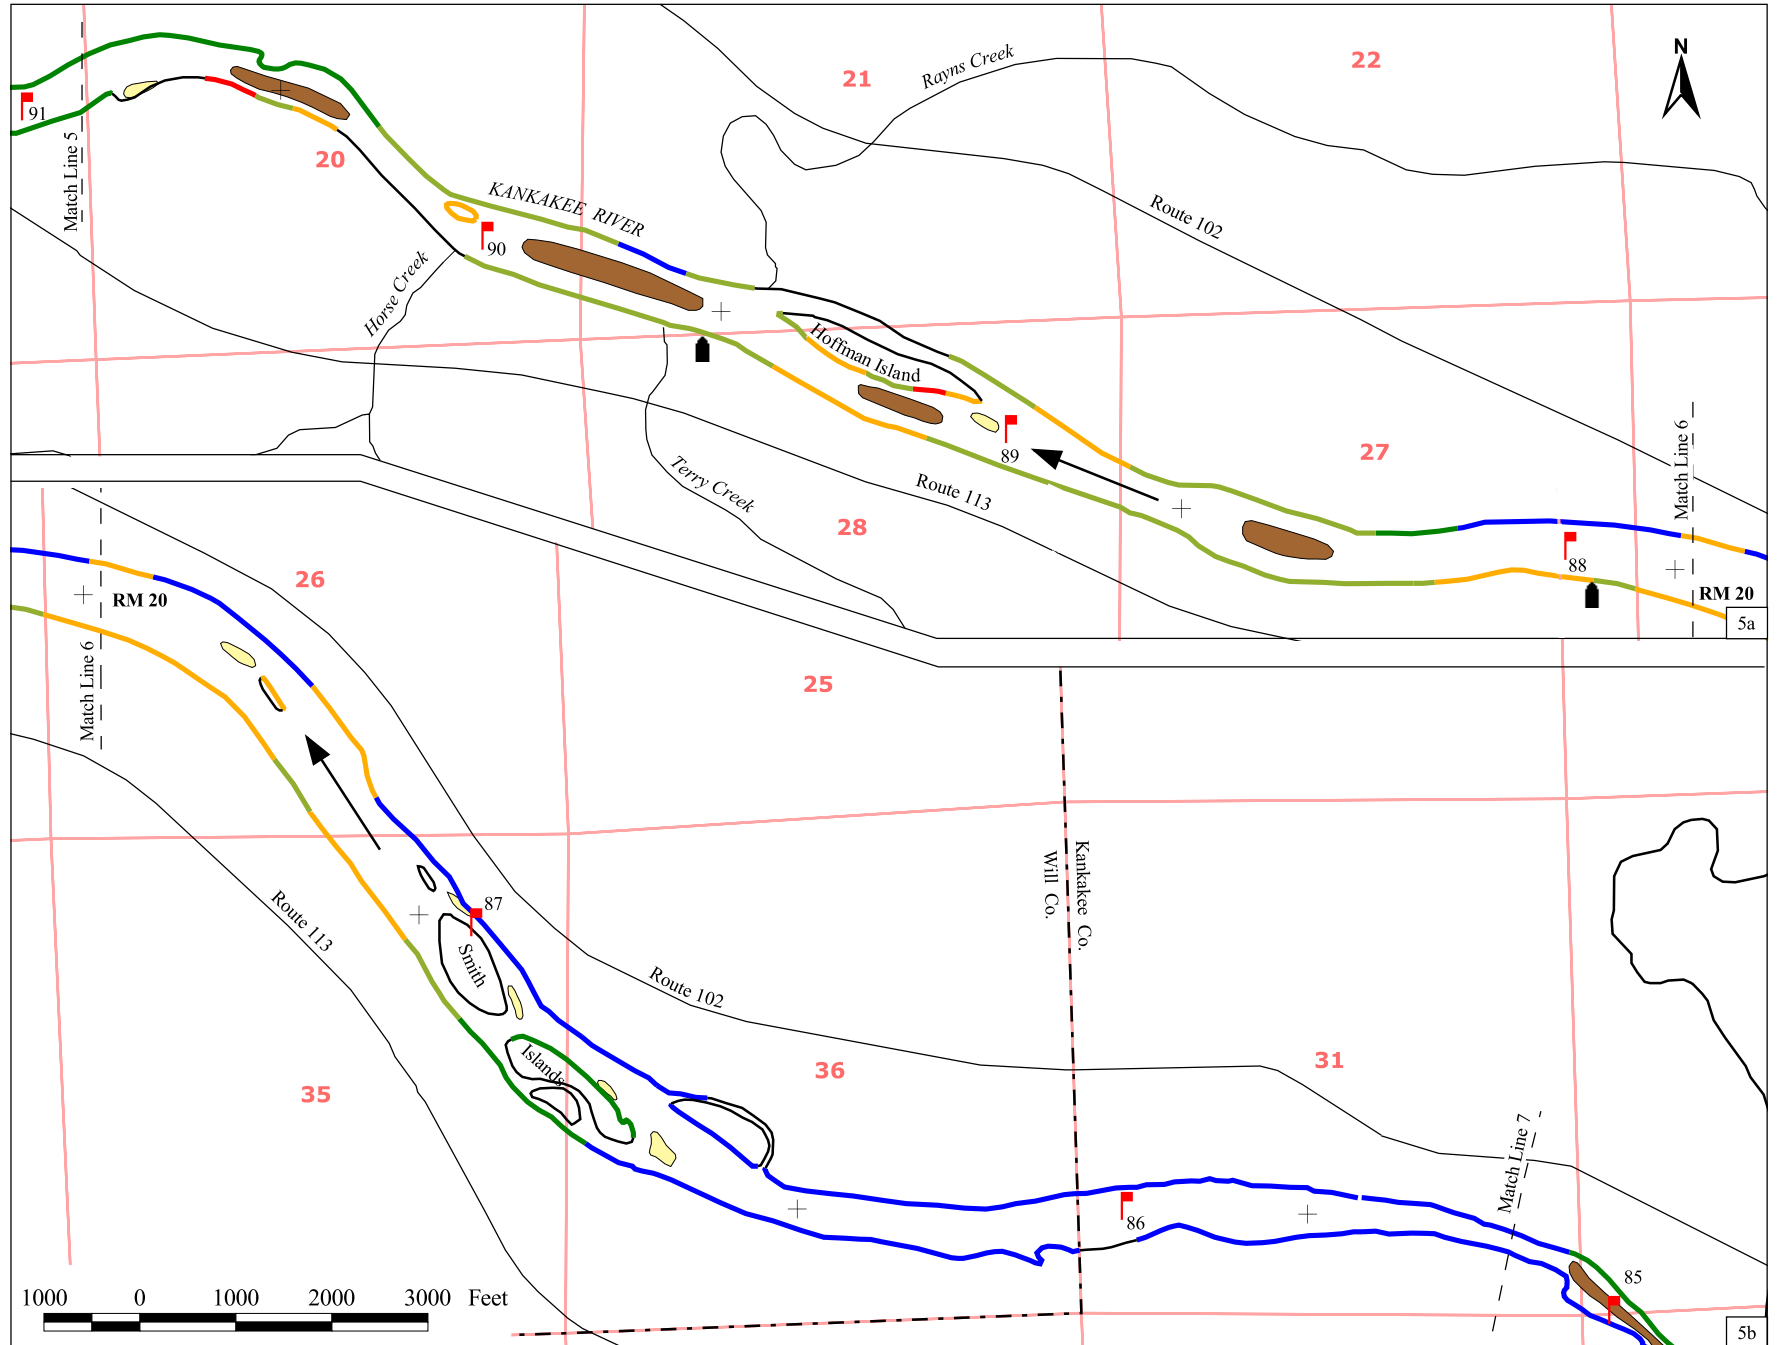 N
21
22
Rayns Creek
91
Match Line 5
20
KANKAKEE RIVER
Route 102
90
Horse Creek
Hoffman Island
89
27
Match Line 6
Terry Creek
Route 113
28
88
RM 20
5a
26
RM 20
Match Line 6
25
Kankakee Co.
Will Co.
87
Route 113
Smith
Route 102
Islands
36
31
35
Match Line 7
86
85
1000 0 1000 2000 3000 Feet
5b